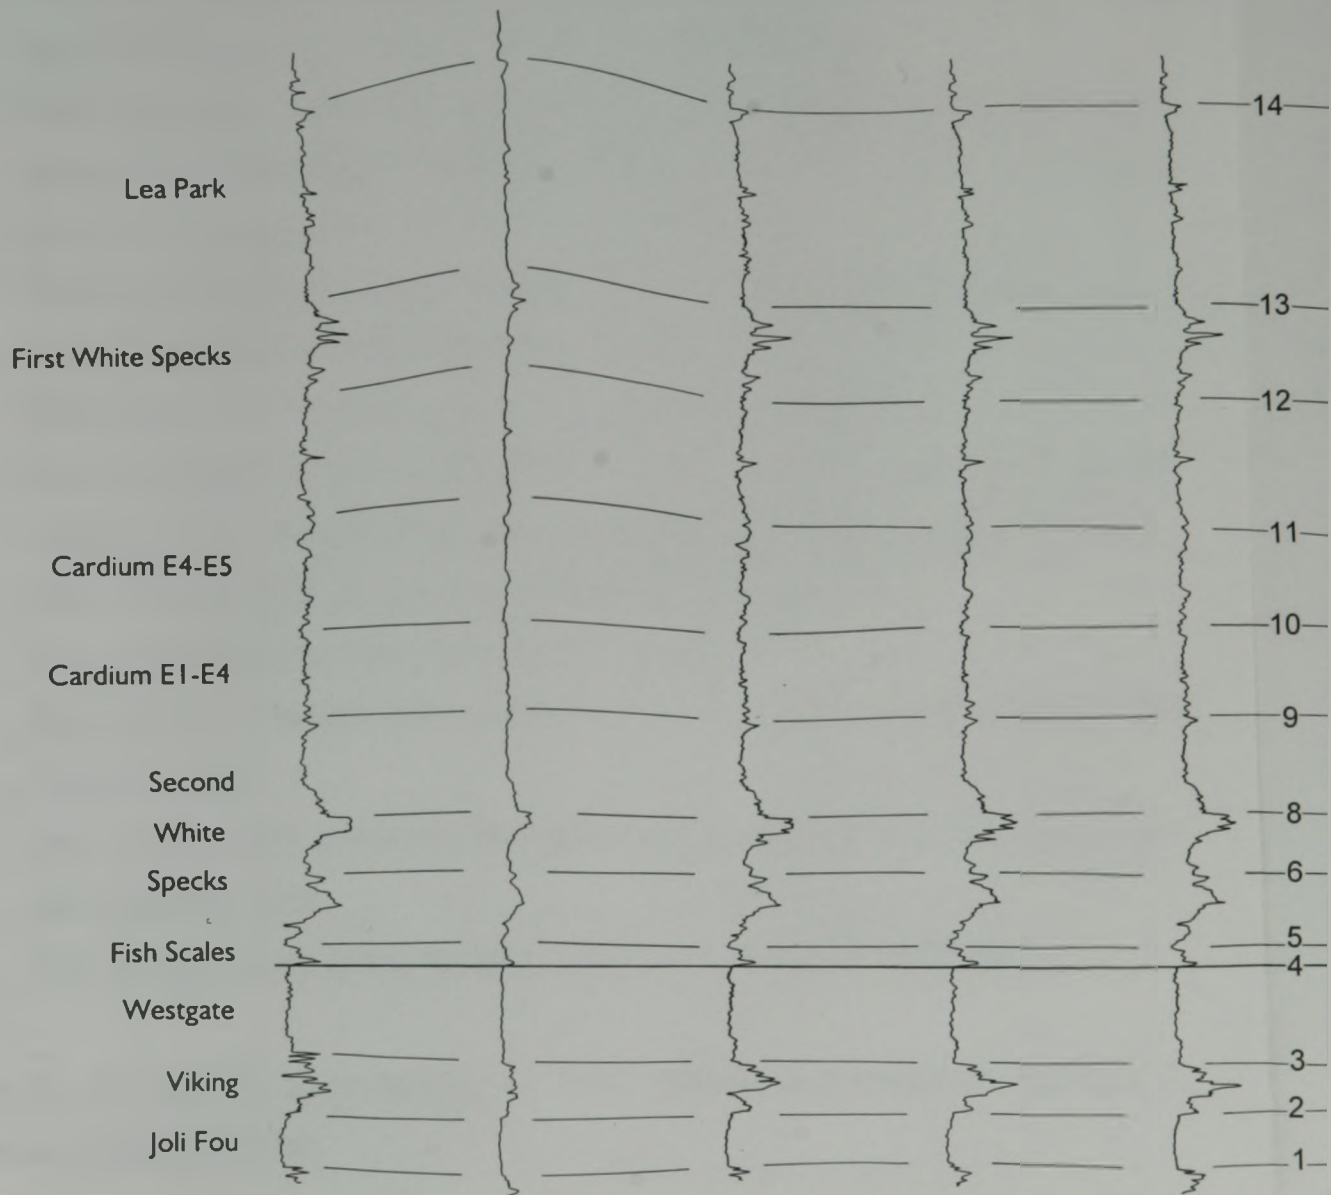 14
Lea Park
13
First White Specks
12
11
Cardium E4-E5
10
Cardium E1-E4
9
Second
8
White
6
Specks
5
Fish Scales
4
Westgate
3
Viking
2
Joli Fou
1